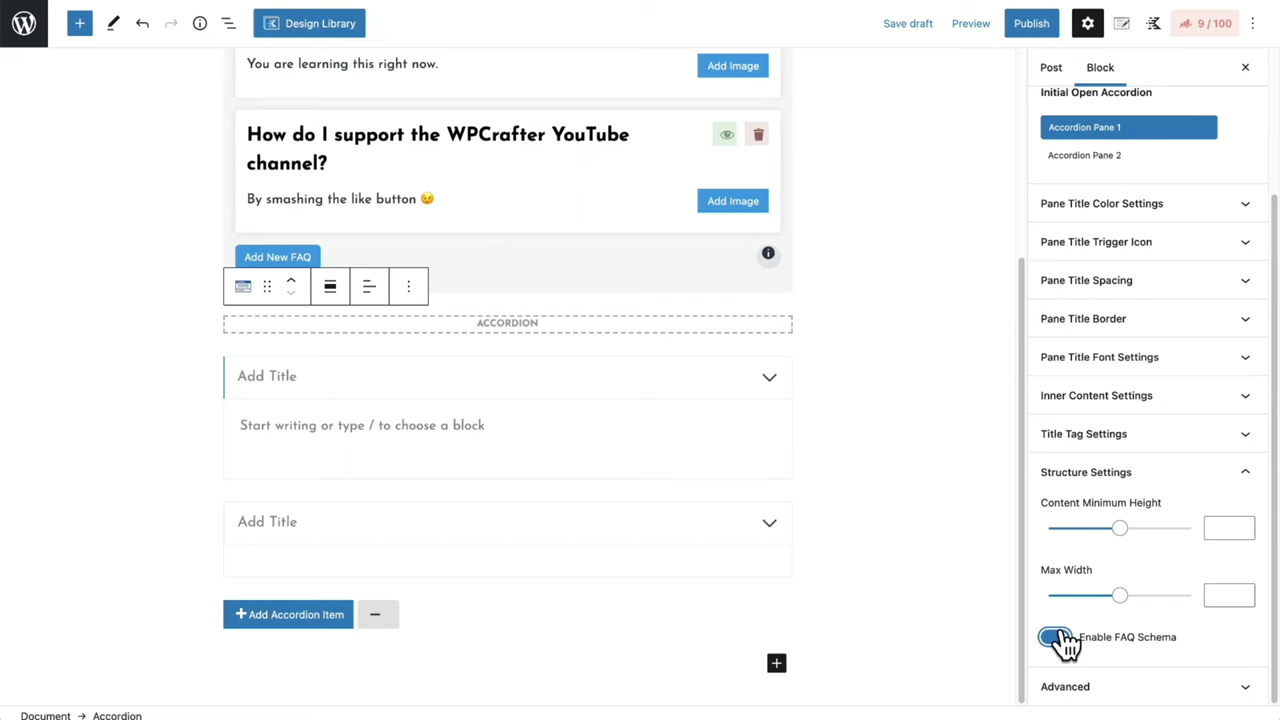 Design Library
Save draft
Preview
Publish
9 / 100
You are learning this right now.
Add Image
How do I support the WPCrafter YouTube
channel?
By smashing the like button 😉
Add Image
Add New FAQ
ACCORDION
Add Title
Start writing or type / to choose a block
Add Title
+Add Accordion Item
Post
Block
Initial Open Accordion
Accordion Pane 1
Accordion Pane 2
Pane Title Color Settings
Pane Title Trigger Icon
Pane Title Spacing
Pane Title Border
Pane Title Font Settings
Inner Content Settings
Title Tag Settings
Structure Settings
Content Minimum Height
Max Width
Enable FAQ Schema
Advanced
Document → Accordion